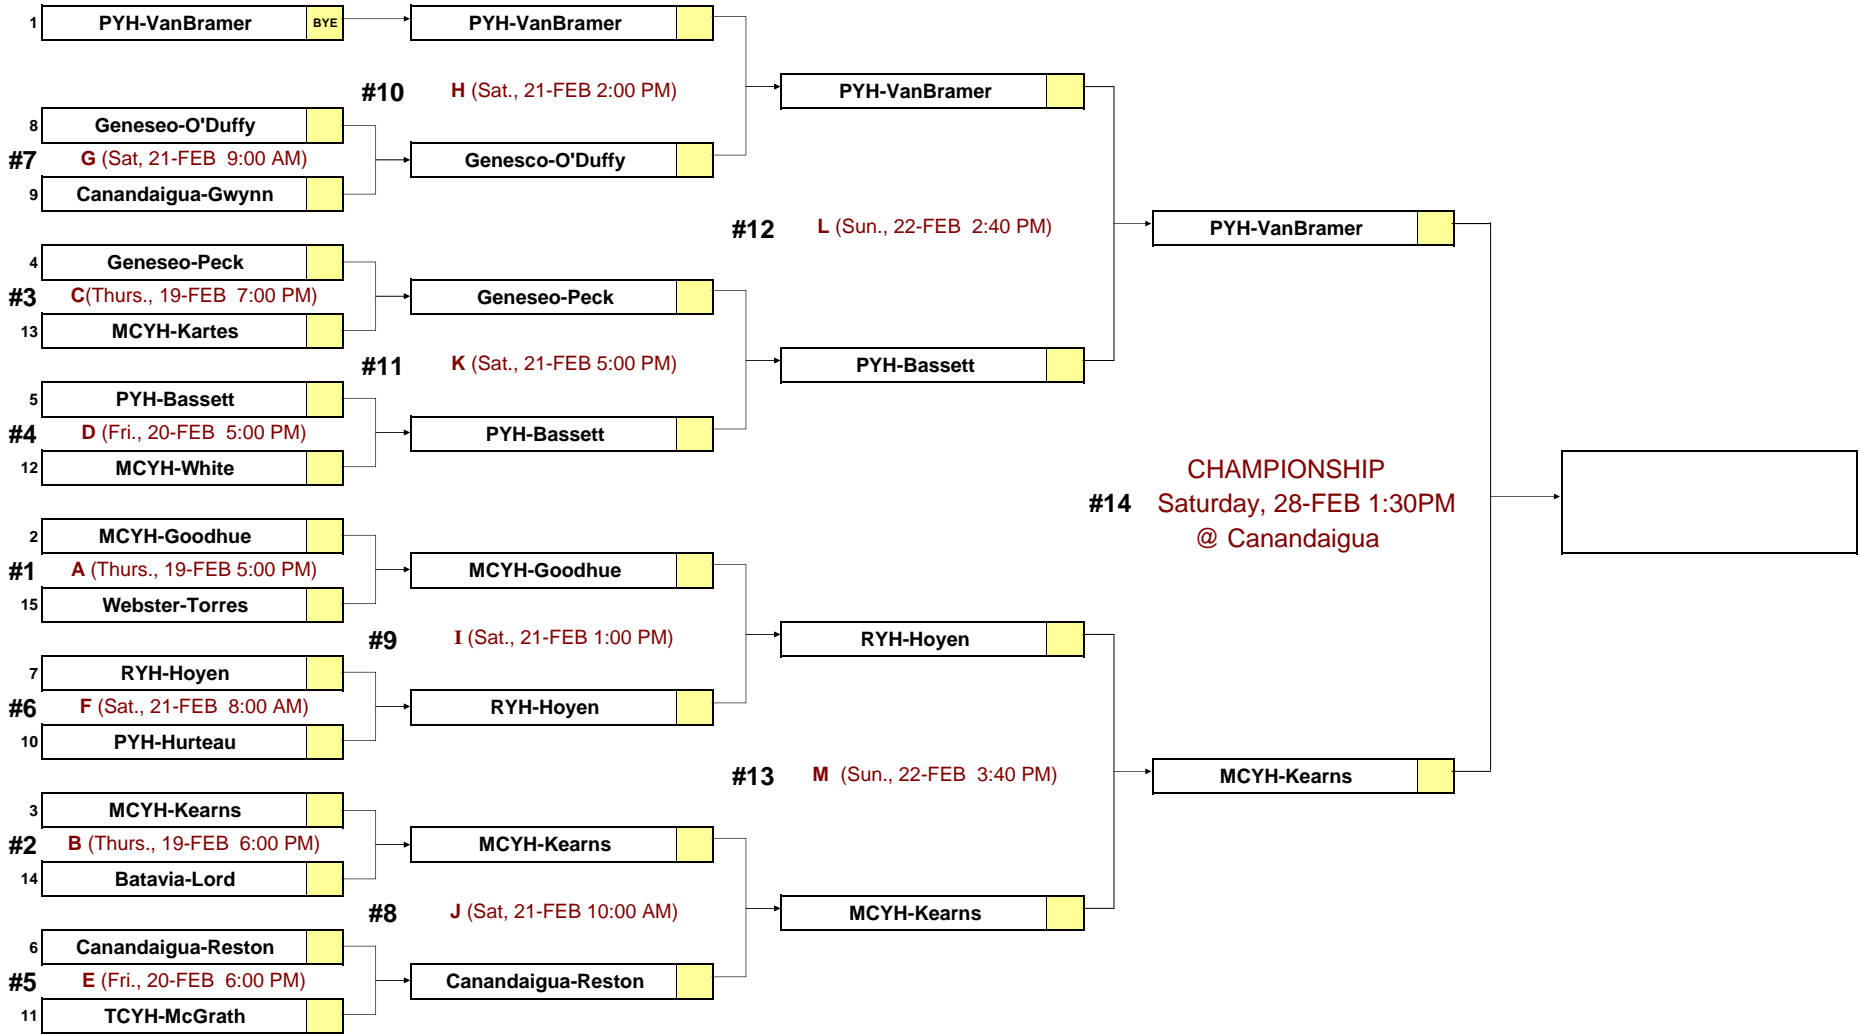 1 PYH-VanBramer BYE
PYH-VanBramer
#10 H (Sat., 21-FEB 2:00 PM)
PYH-VanBramer
8 Geneseo-O'Duffy
#7 G (Sat, 21-FEB 9:00 AM)
Genesco-O'Duffy
9 Canandaigua-Gwynn
#12 L (Sun., 22-FEB 2:40 PM)
PYH-VanBramer
4 Geneseo-Peck
#3 C(Thurs., 19-FEB 7:00 PM)
Geneseo-Peck
13 MCYH-Kartes
#11 K (Sat., 21-FEB 5:00 PM)
PYH-Bassett
5 PYH-Bassett
#4 D (Fri., 20-FEB 5:00 PM)
PYH-Bassett
12 MCYH-White
CHAMPIONSHIP
#14 Saturday, 28-FEB 1:30PM
@ Canandaigua
2 MCYH-Goodhue
#1 A (Thurs., 19-FEB 5:00 PM)
MCYH-Goodhue
15 Webster-Torres
#9 I (Sat., 21-FEB 1:00 PM)
RYH-Hoyen
7 RYH-Hoyen
#6 F (Sat., 21-FEB 8:00 AM)
RYH-Hoyen
10 PYH-Hurteau
#13 M (Sun., 22-FEB 3:40 PM)
MCYH-Kearns
3 MCYH-Kearns
#2 B (Thurs., 19-FEB 6:00 PM)
MCYH-Kearns
14 Batavia-Lord
#8 J (Sat, 21-FEB 10:00 AM)
MCYH-Kearns
6 Canandaigua-Reston
#5 E (Fri., 20-FEB 6:00 PM)
Canandaigua-Reston
11 TCYH-McGrath